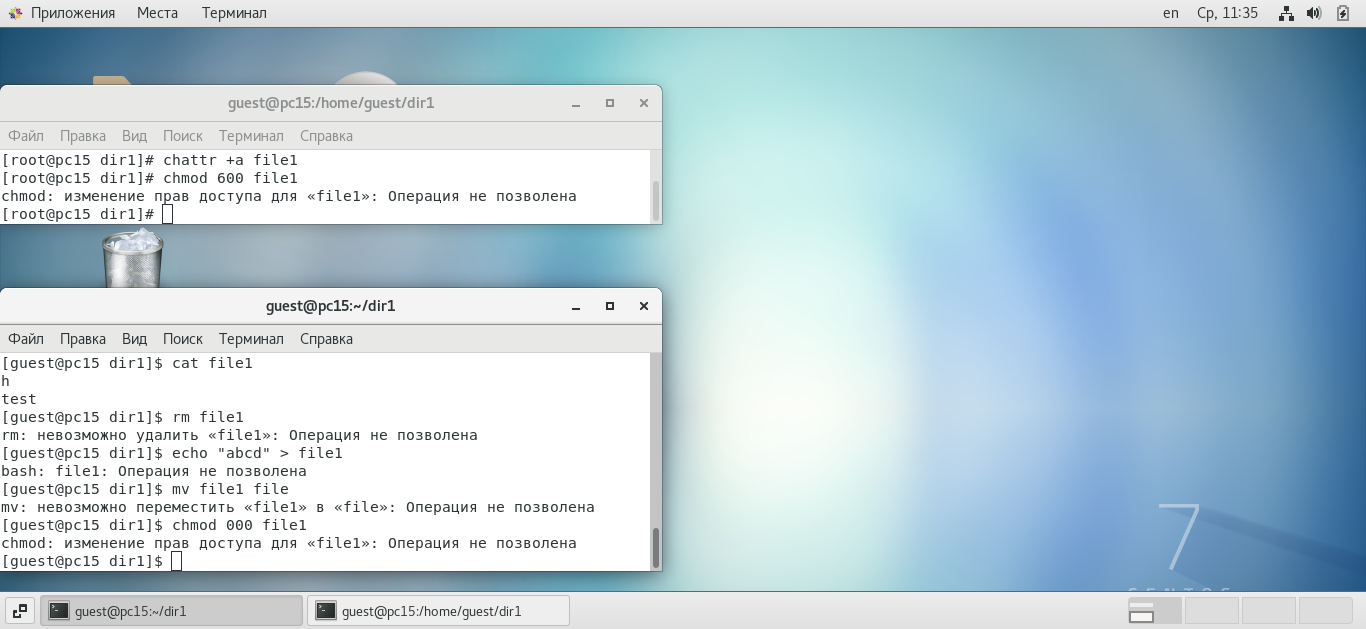 Приложения Места Терминал en Ср, 11:35
guest@pc15:/home/guest/dir1
Файл Правка Вид Поиск Терминал Справка
[root@pc15 dir1]# chattr +a file1
[root@pc15 dir1]# chmod 600 file1
chmod: изменение прав доступа для «file1»: Операция не позволена
[root@pc15 dir1]#
guest@pc15:~/dir1
Файл Правка Вид Поиск Терминал Справка
[guest@pc15 dir1]$ cat file1
h
test
[guest@pc15 dir1]$ rm file1
rm: невозможно удалить «file1»: Операция не позволена
[guest@pc15 dir1]$ echo "abcd" > file1
bash: file1: Операция не позволена
[guest@pc15 dir1]$ mv file1 file
mv: невозможно переместить «file1» в «file»: Операция не позволена
[guest@pc15 dir1]$ chmod 000 file1
chmod: изменение прав доступа для «file1»: Операция не позволена
[guest@pc15 dir1]$
7
CENTOS
guest@pc15:~/dir1 guest@pc15:/home/guest/dir1